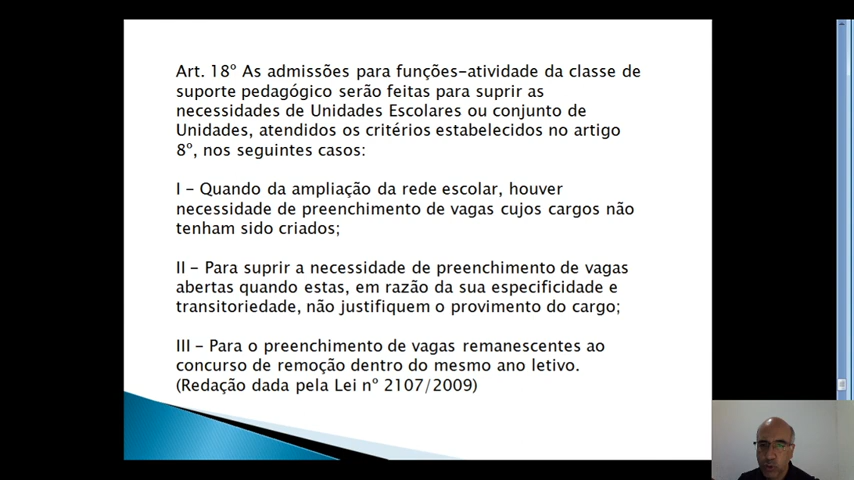 Art. 18º As admissões para funções-atividade da classe de
suporte pedagógico serão feitas para suprir as
necessidades de Unidades Escolares ou conjunto de
Unidades, atendidos os critérios estabelecidos no artigo
8º, nos seguintes casos:
I - Quando da ampliação da rede escolar, houver
necessidade de preenchimento de vagas cujos cargos não
tenham sido criados;
II - Para suprir a necessidade de preenchimento de vagas
abertas quando estas, em razão da sua especificidade e
transitoriedade, não justifiquem o provimento do cargo;
III - Para o preenchimento de vagas remanescentes ao
concurso de remoção dentro do mesmo ano letivo.
(Redação dada pela Lei nº 2107/2009)